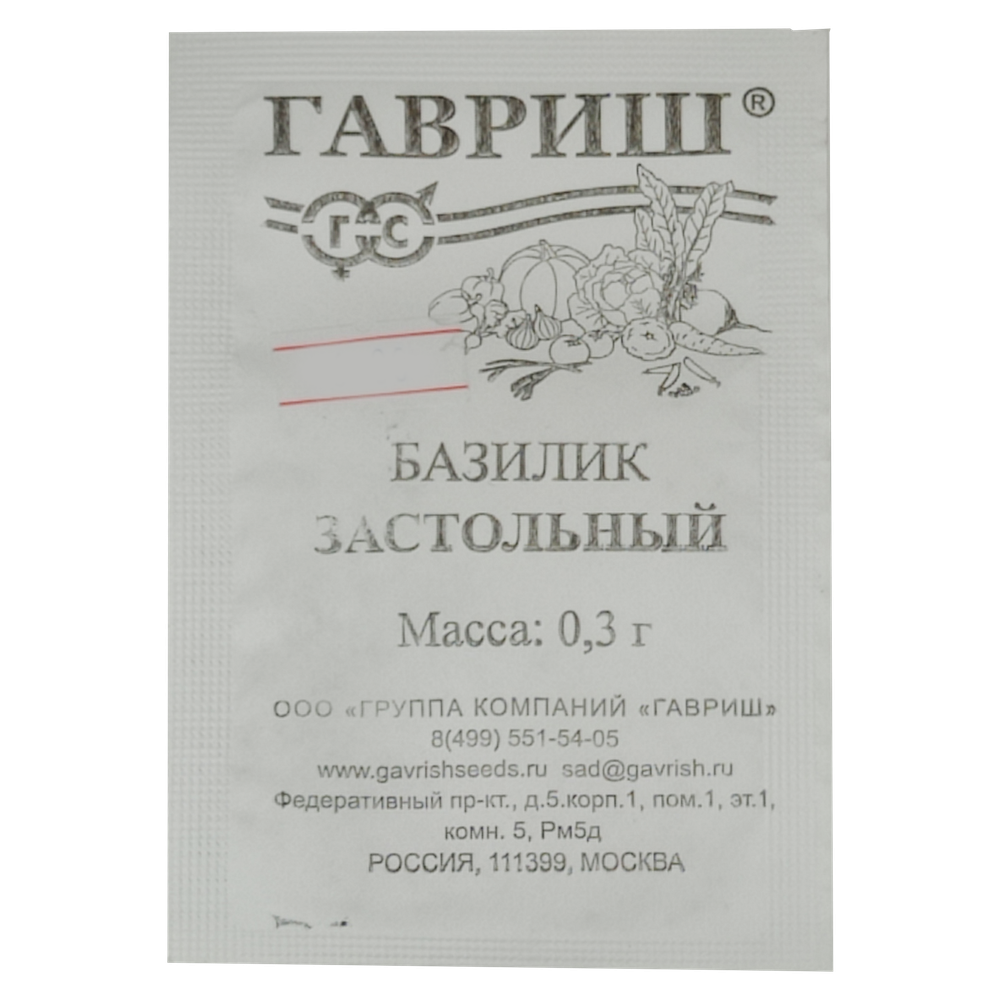 ГАВРИШ®
ГС
БАЗИЛИК
ЗАСТОЛЬНЫЙ
Масса: 0,3 г
ООО «ГРУППА КОМПАНИЙ «ГАВРИШ»
8(499) 551-54-05
www.gavrishseeds.ru sad@gavrish.ru
Федеративный пр-кт., д.5.корп.1, пом.1, эт.1,
комн. 5, Рм5д
РОССИЯ, 111399, МОСКВА